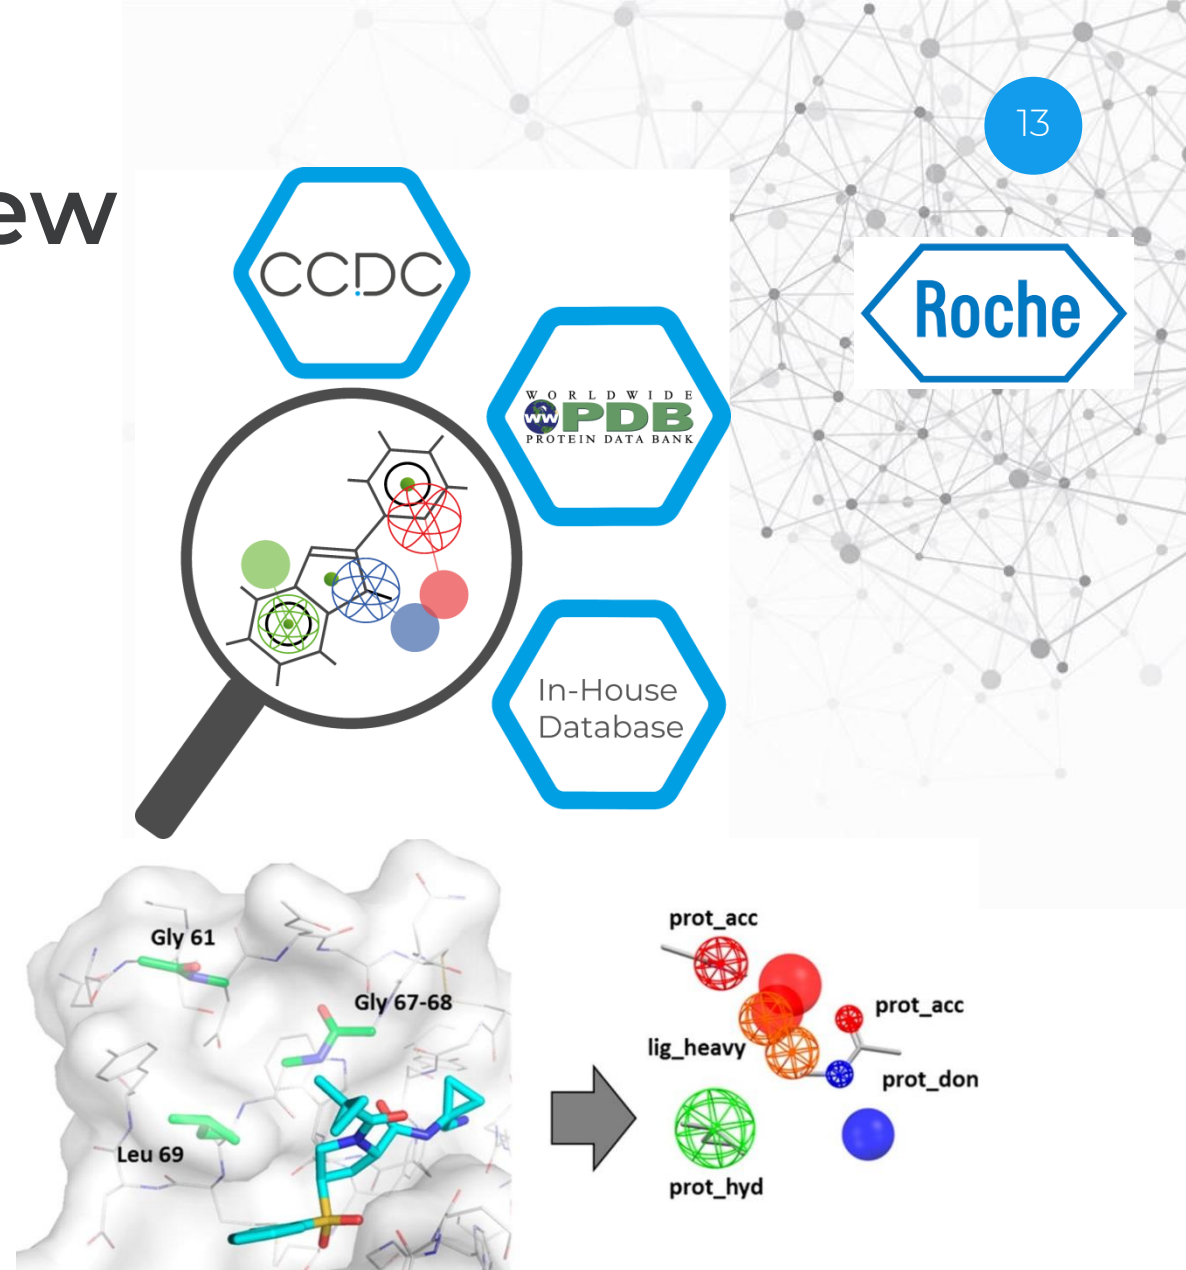 13
ew
CCDC
Roche
WORLDWIDE
wwPDB
PROTEIN DATA BANK
In-House
Database
Gly 61
Gly 67-68
Leu 69
prot_acc
prot_acc
lig_heavy
prot_don
prot_hyd